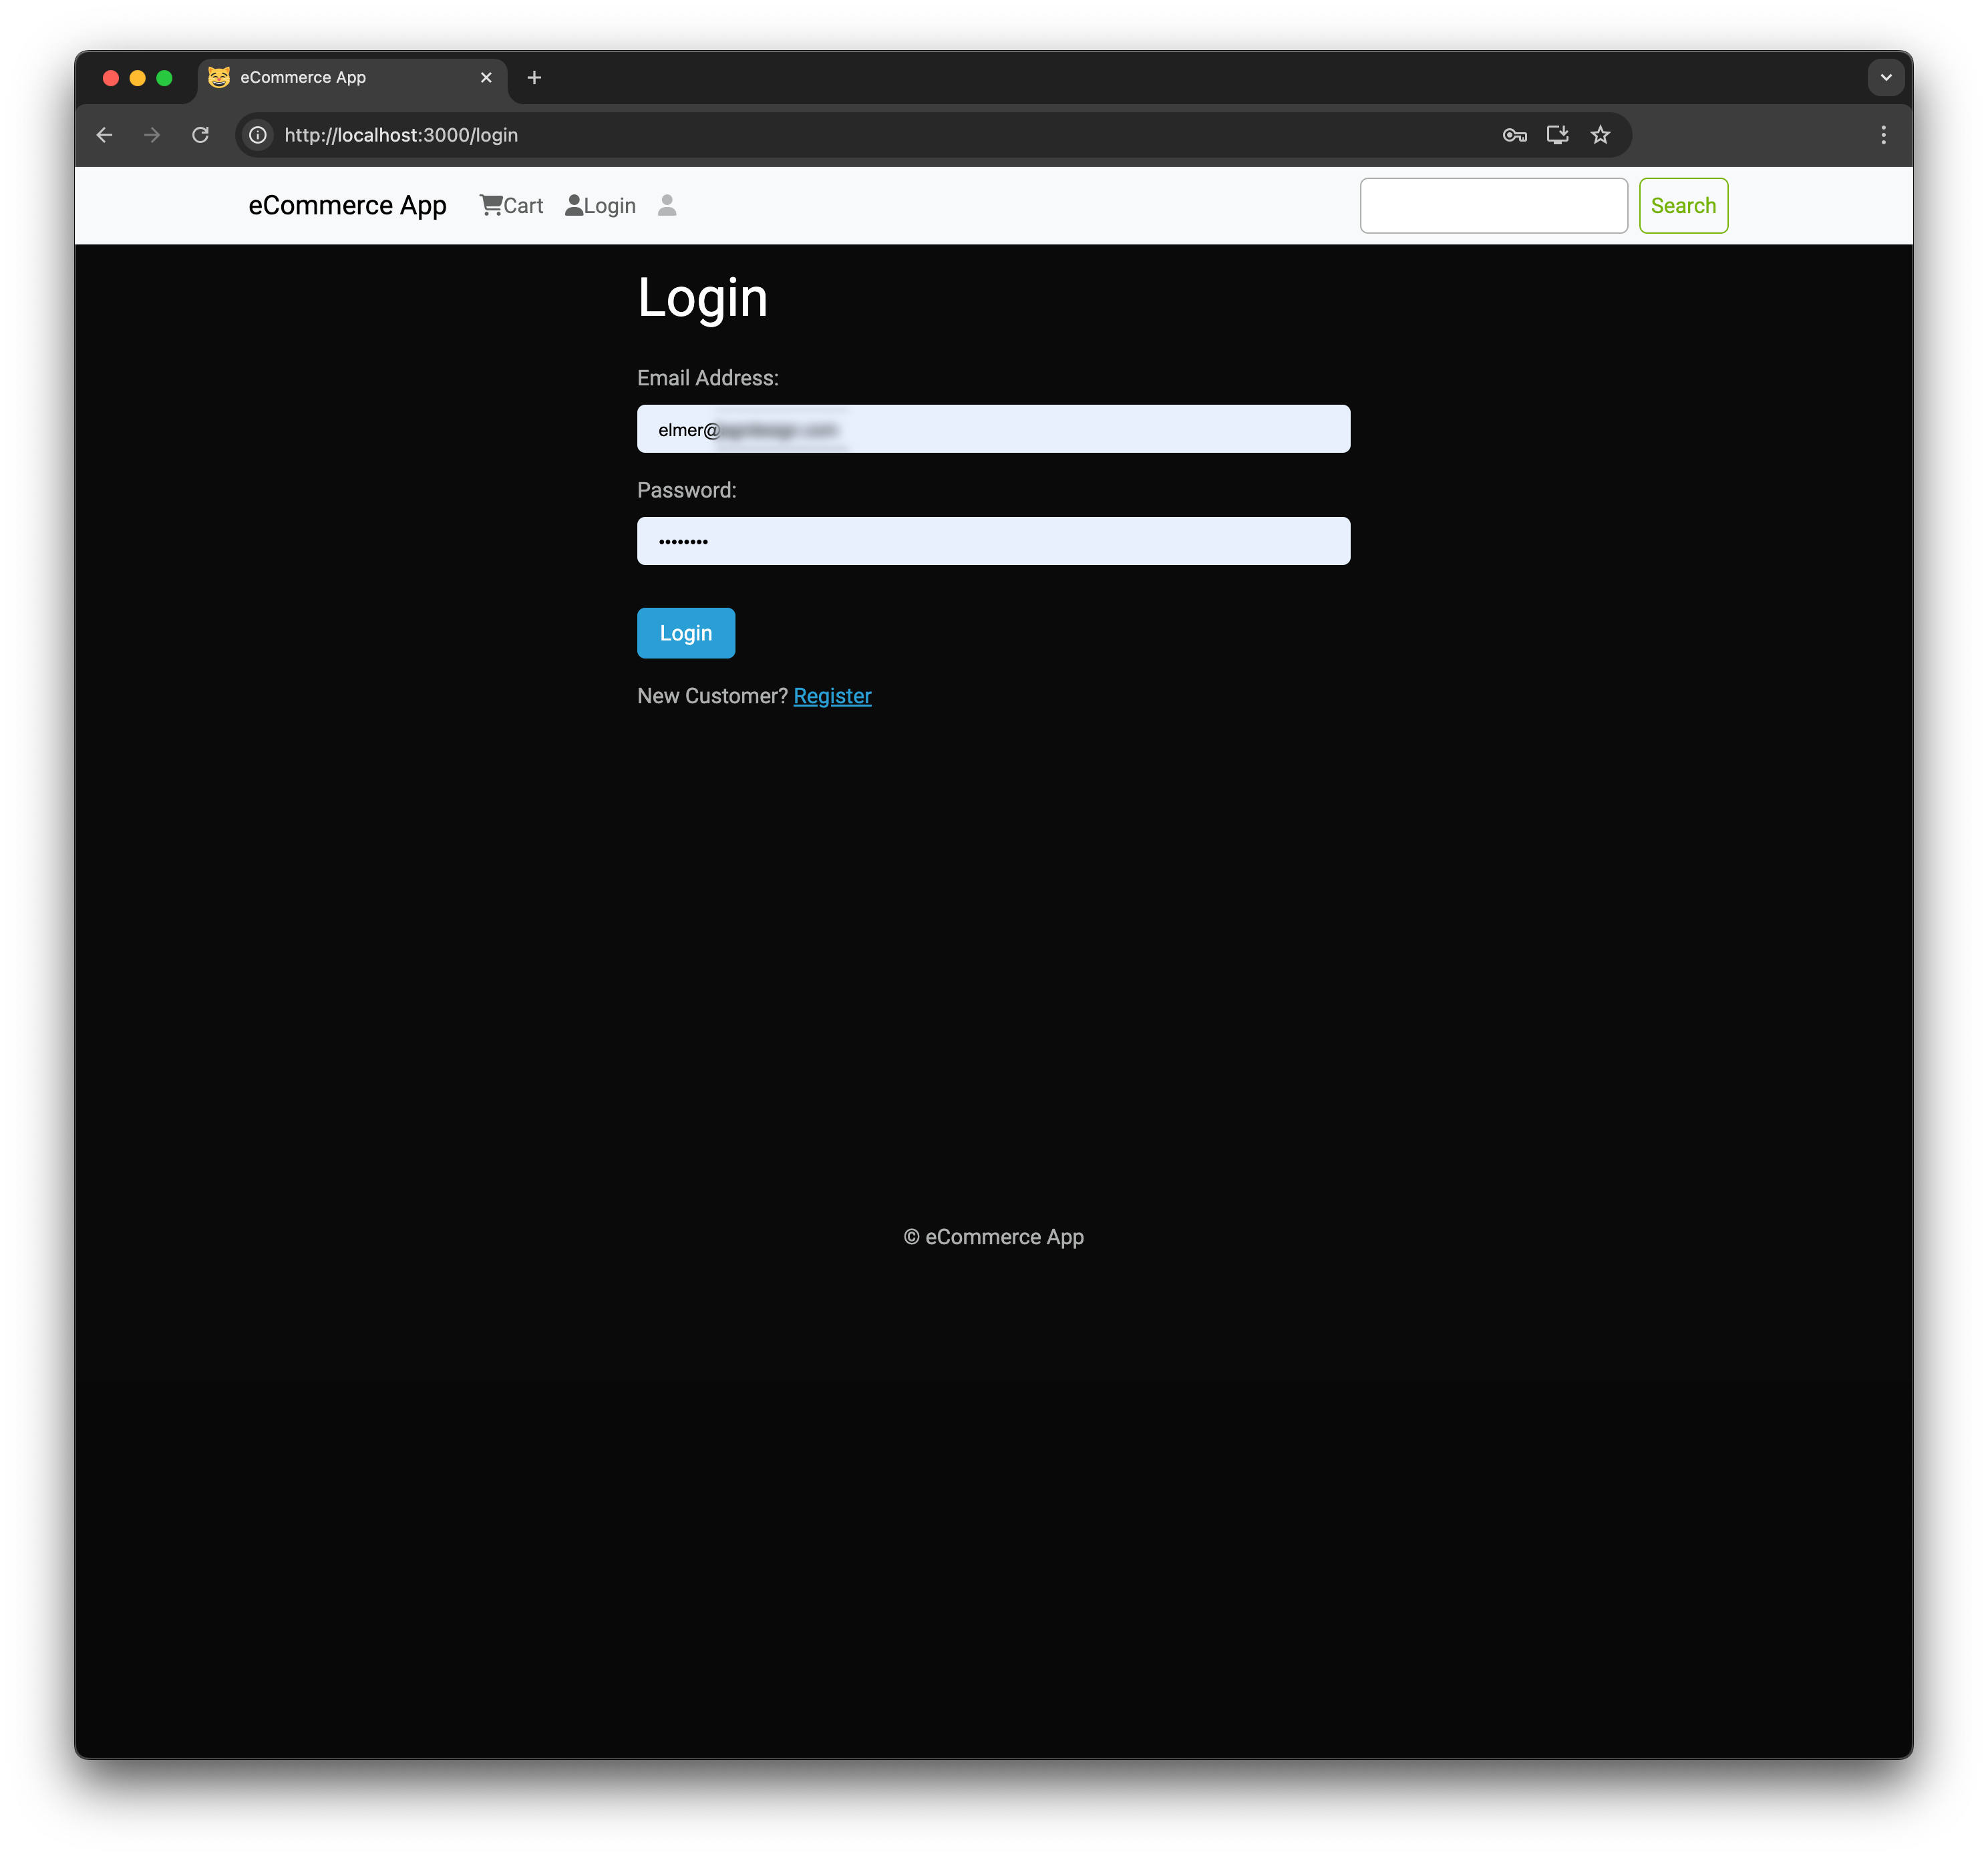 eCommerce App
http://localhost:3000/login
eCommerce App Cart Login Search
Login
Email Address:
elmer@
Password:
Login
New Customer? Register
© eCommerce App